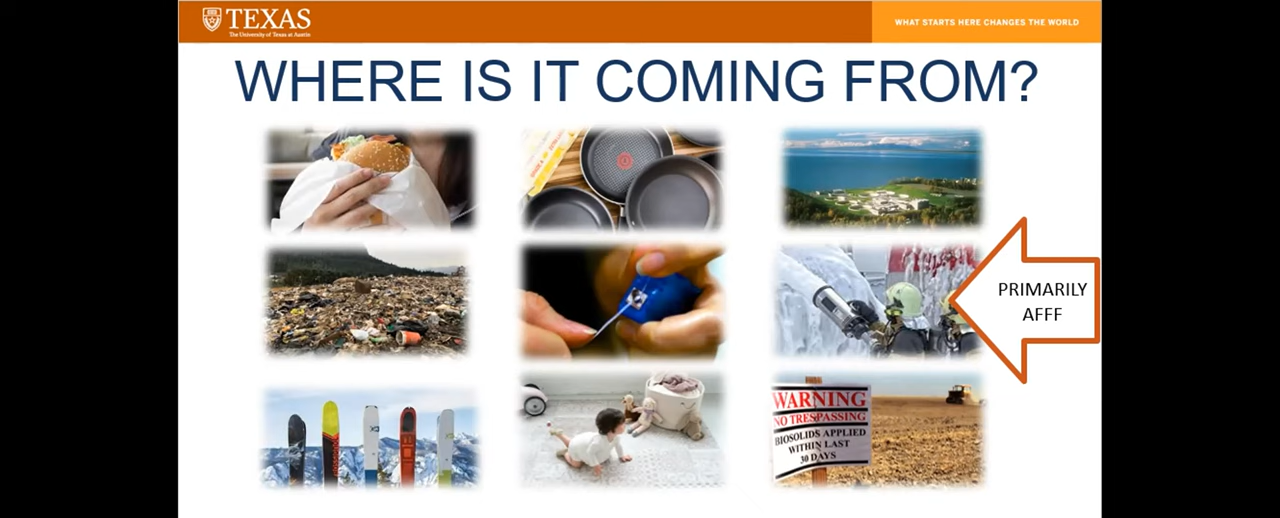 TEXAS
The University of Texas at Austin
WHAT STARTS HERE CHANGES THE WORLD
WHERE IS IT COMING FROM?
PRIMARILY
AFFF
WARNING
NO TRESPASSING
BIOSOLIDS APPLIED
WITHIN LAST
30 DAYS